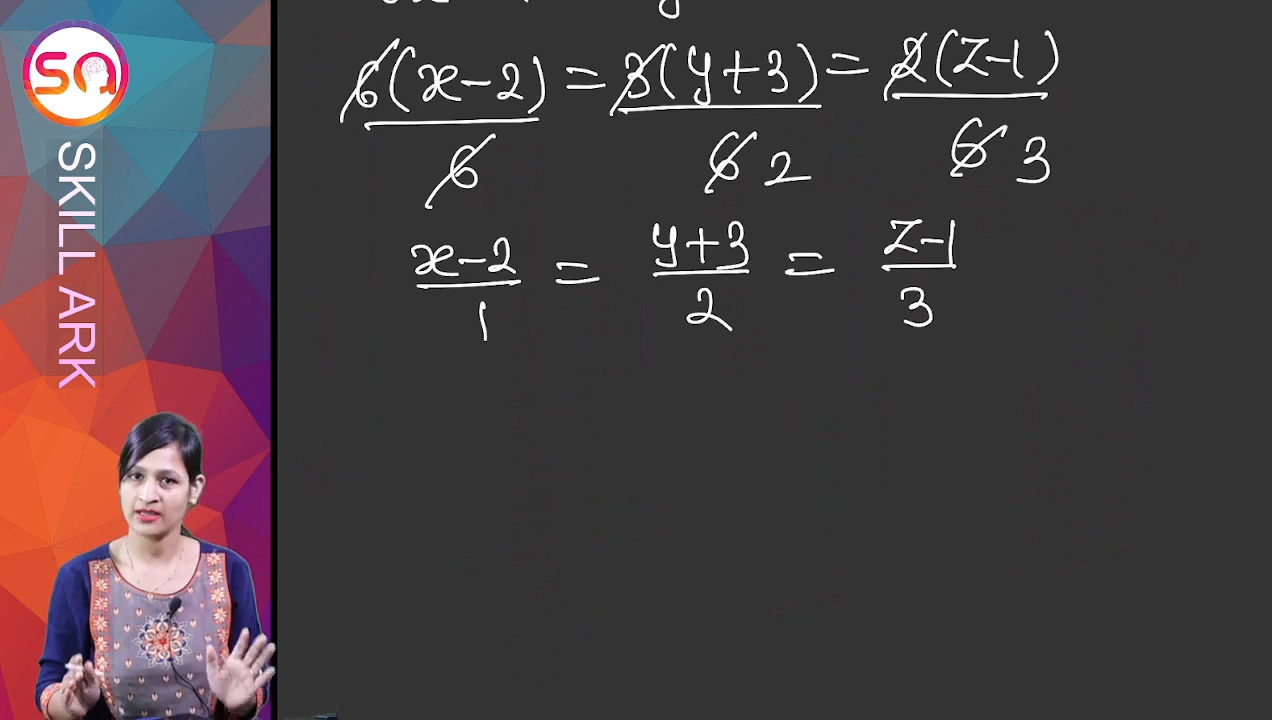 SA
SKILL ARK
6(x-2) = 3(y+3) = 2(z-1)
6 6 2 6 3
x-2 = y+3 = z-1
1 2 3